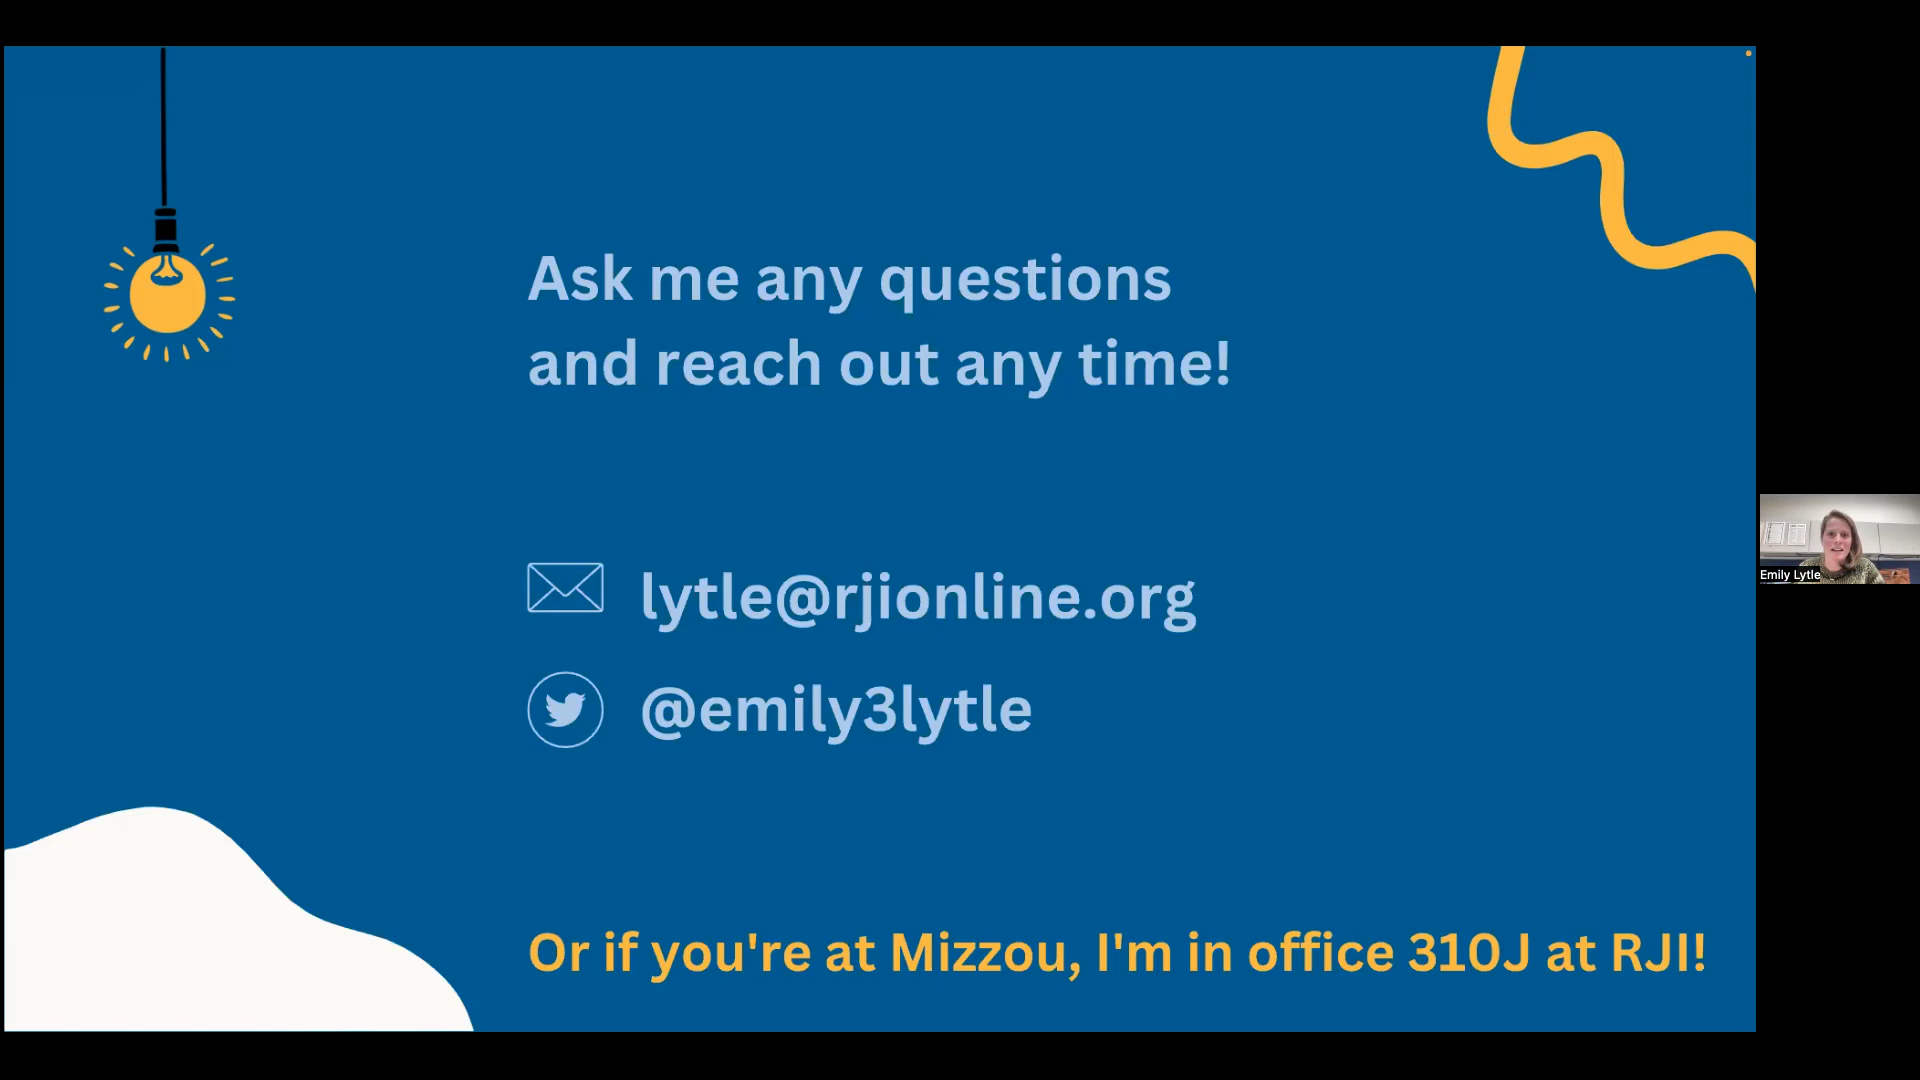 Ask me any questions
and reach out any time!
lytle@rjionline.org
@emily3lytle
Or if you're at Mizzou, I'm in office 310J at RJI!
Emily Lytle